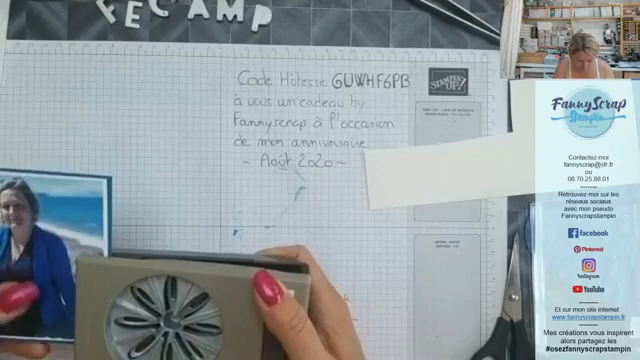 FECAMP
Code Hôtesse GUWHF6PB
à vous un cadeau by
Fannyscrap à l'occasion
de mon anniversaire
~ Août 2020 ~
STAMPIN' UP!
FannyScrap
Stampin
Contactez-moi
fannyscrap@sfr.fr
ou
06.70.25.88.01
--------
Retrouvez-moi sur les
réseaux sociaux
avec mon pseudo
Fannyscrapstampin
facebook
Pinterest
Instagram
YouTube
--------
Et sur mon site internet
www.fannyscrapstampin.fr
--------
Mes créations vous inspirent
alors partagez les
#osezfannyscrapstampin